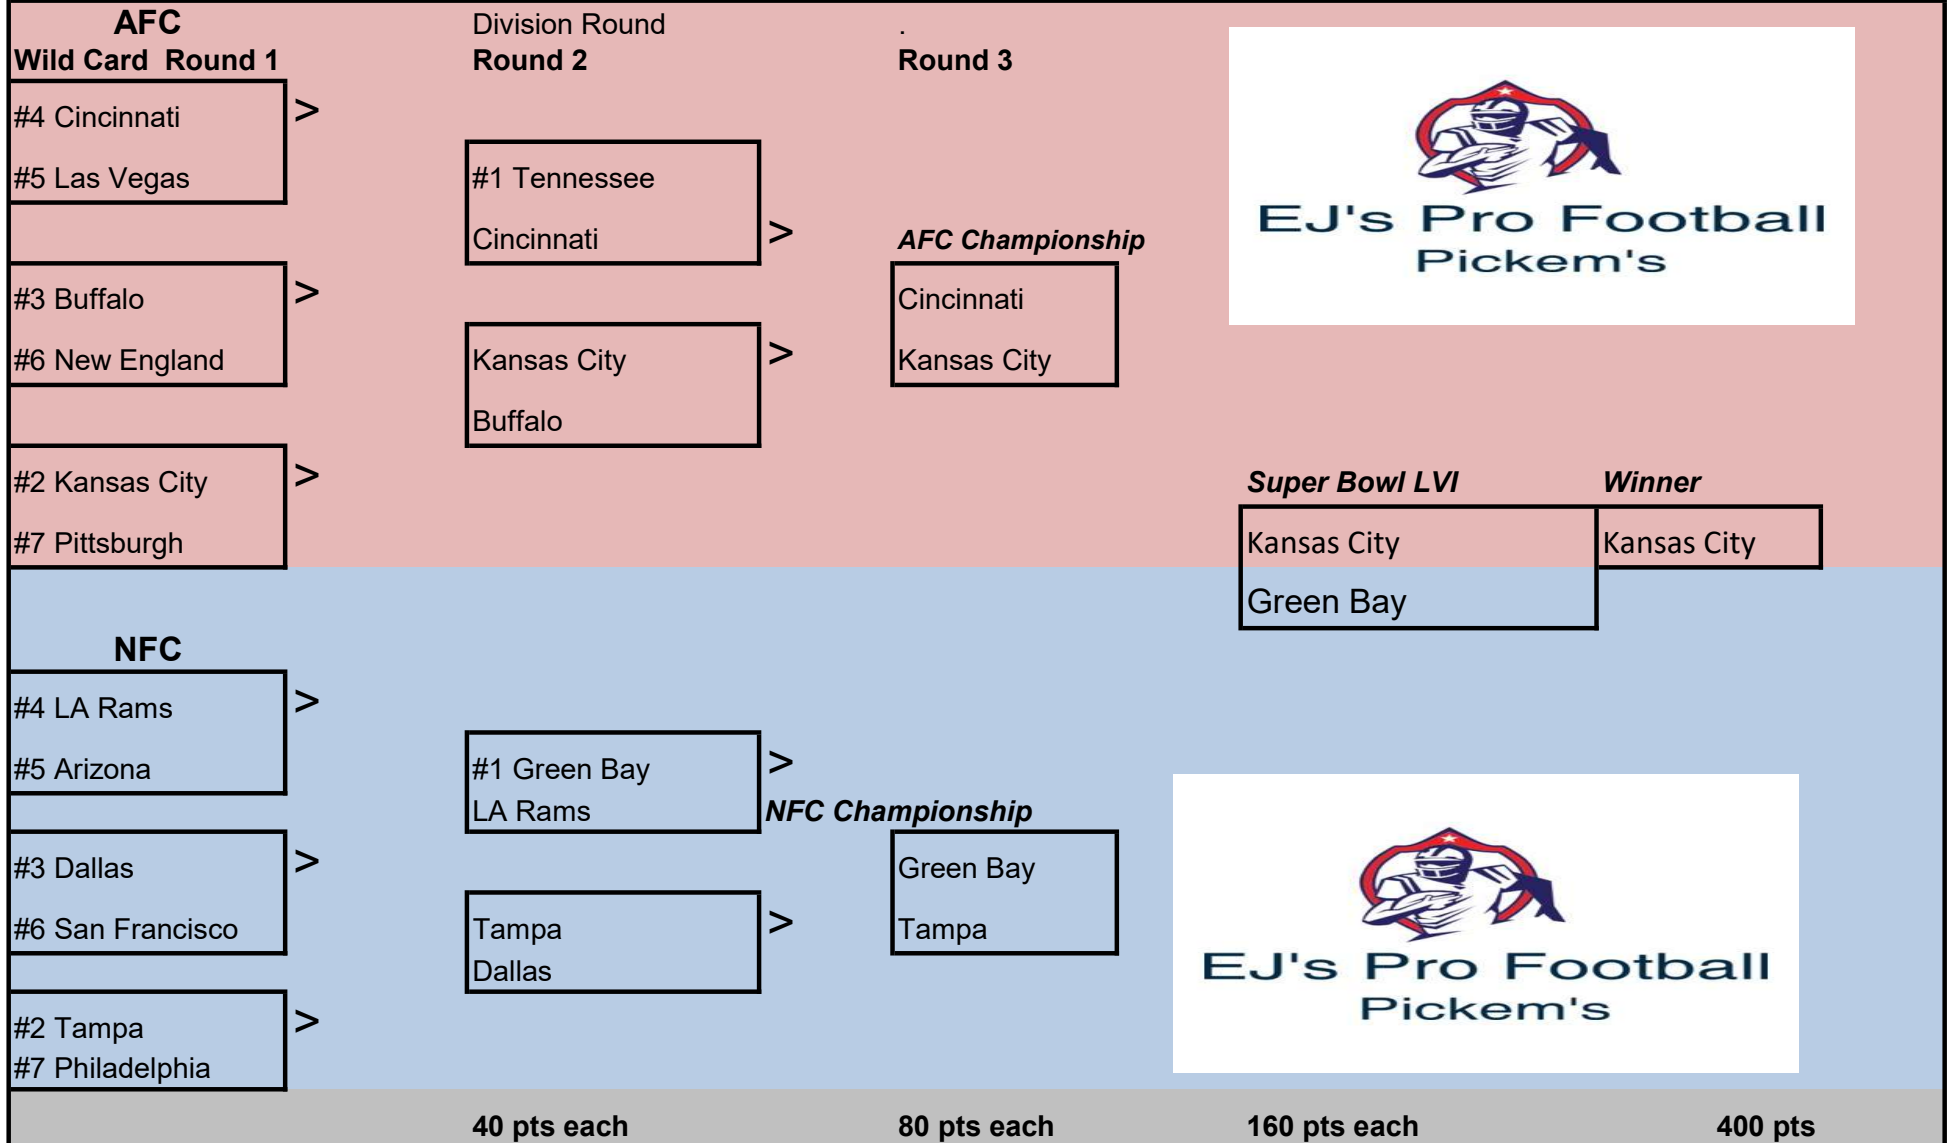 AFC Division Round .
Wild Card Round 1 Round 2 Round 3
#4 Cincinnati >
#5 Las Vegas #1 Tennessee
Cincinnati > AFC Championship
EJ's Pro Football
Pickem's
#3 Buffalo > Cincinnati
#6 New England Kansas City > Kansas City
Buffalo
#2 Kansas City > Super Bowl LVI Winner
#7 Pittsburgh Kansas City Kansas City
Green Bay
NFC
#4 LA Rams >
#5 Arizona #1 Green Bay >
LA Rams NFC Championship
#3 Dallas > Green Bay
#6 San Francisco Tampa > Tampa
Dallas
EJ's Pro Football
Pickem's
#2 Tampa >
#7 Philadelphia
40 pts each 80 pts each 160 pts each 400 pts